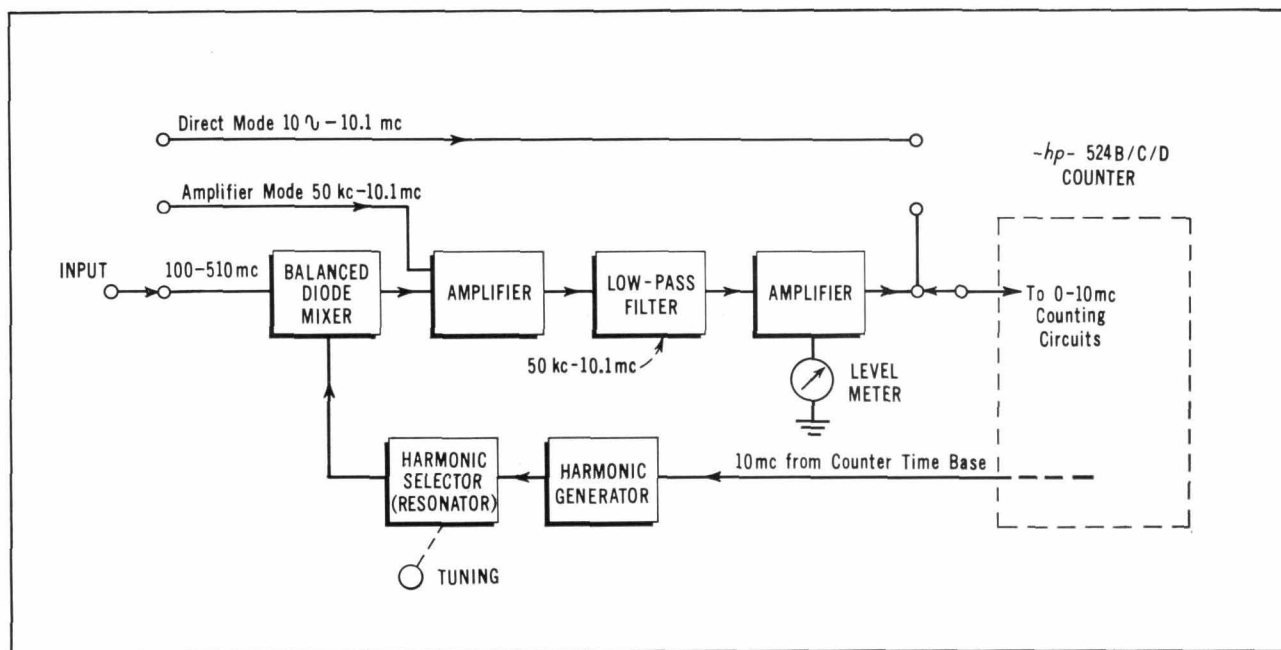 Direct Mode 10 ∿ – 10.1 mc
-hp- 524B/C/D
COUNTER
Amplifier Mode 50 kc – 10.1 mc
INPUT
100–510 mc
BALANCED
DIODE
MIXER
AMPLIFIER
LOW-PASS
FILTER
AMPLIFIER
To 0–10mc
Counting
Circuits
50 kc–10.1mc
LEVEL
METER
HARMONIC
SELECTOR
(RESONATOR)
HARMONIC
GENERATOR
10mc from Counter Time Base
TUNING